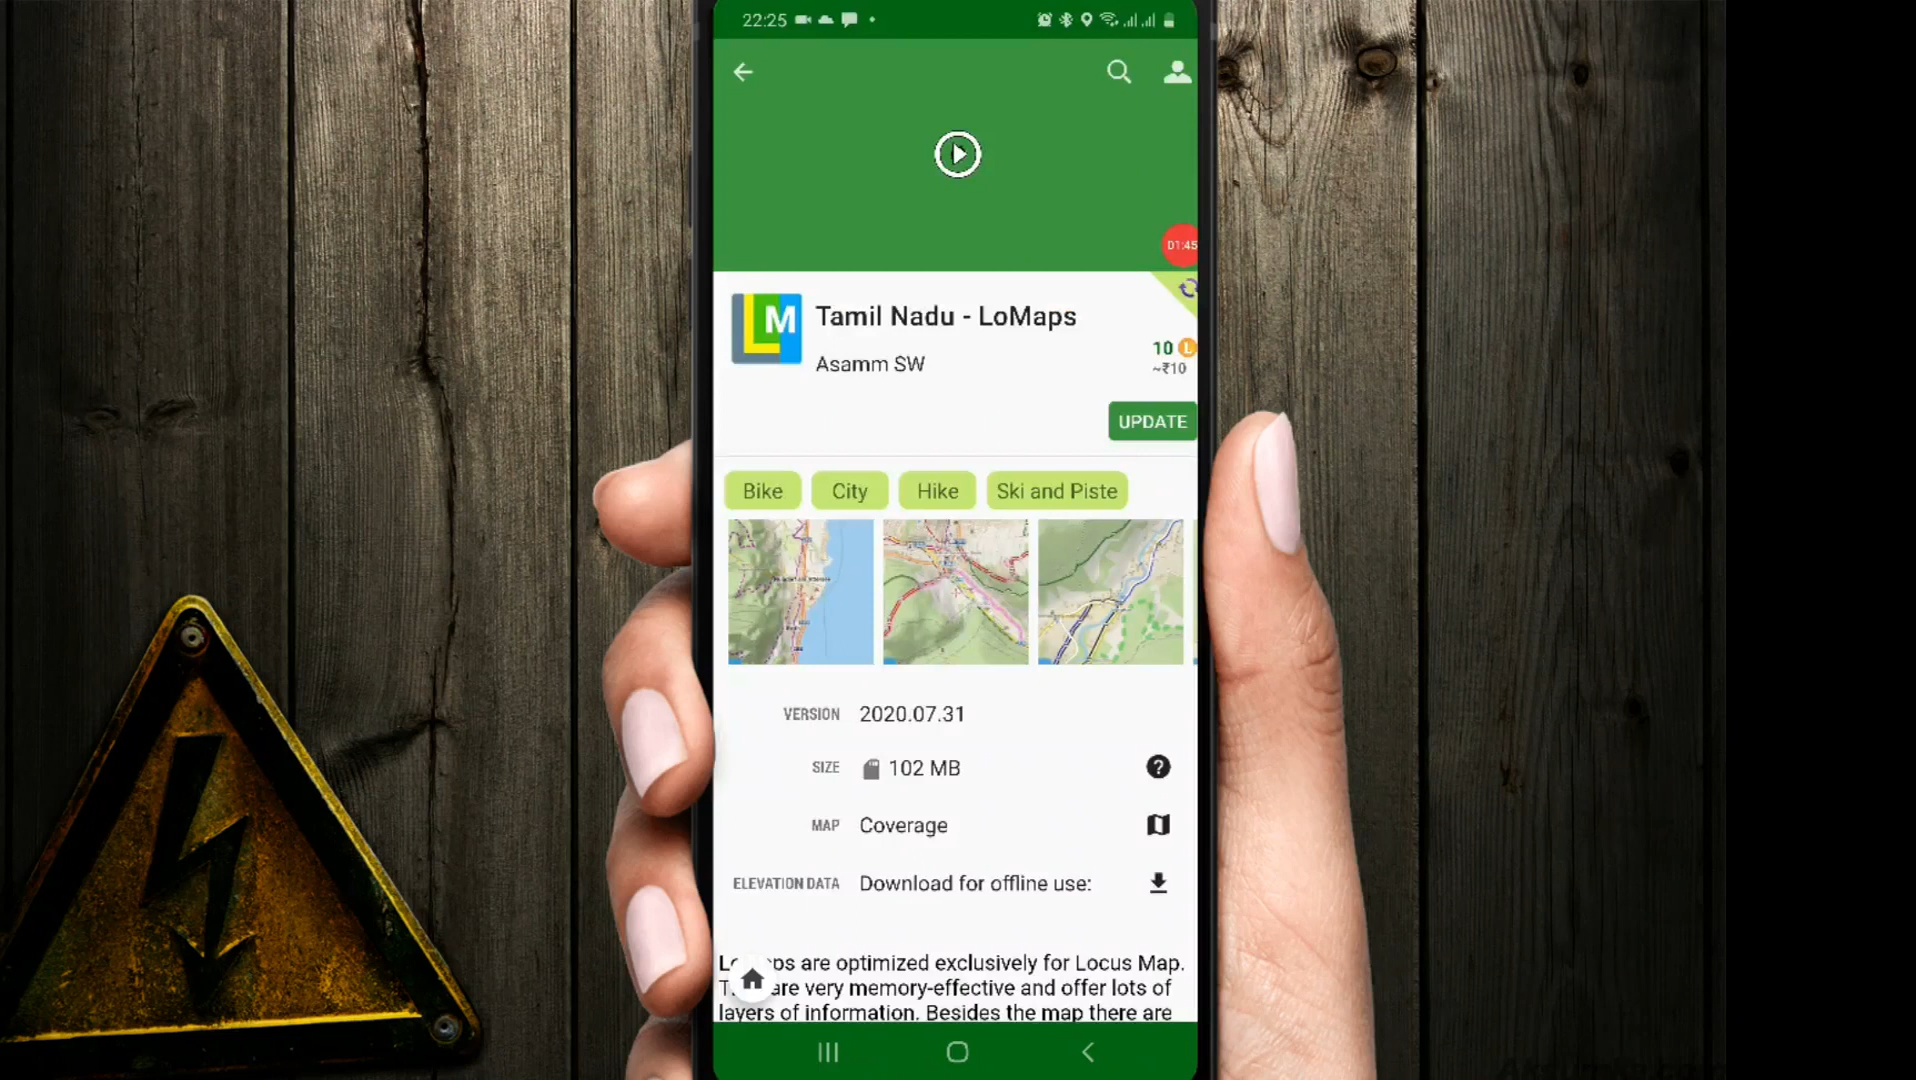 22:25
01:45
LM
Tamil Nadu - LoMaps
Asamm SW
10 L
~₹10
UPDATE
Bike City Hike Ski and Piste
VERSION 2020.07.31
SIZE 102 MB
MAP Coverage
ELEVATION DATA Download for offline use:
are optimized exclusively for Locus Map.
are very memory-effective and offer lots of
layers of information. Besides the map there are